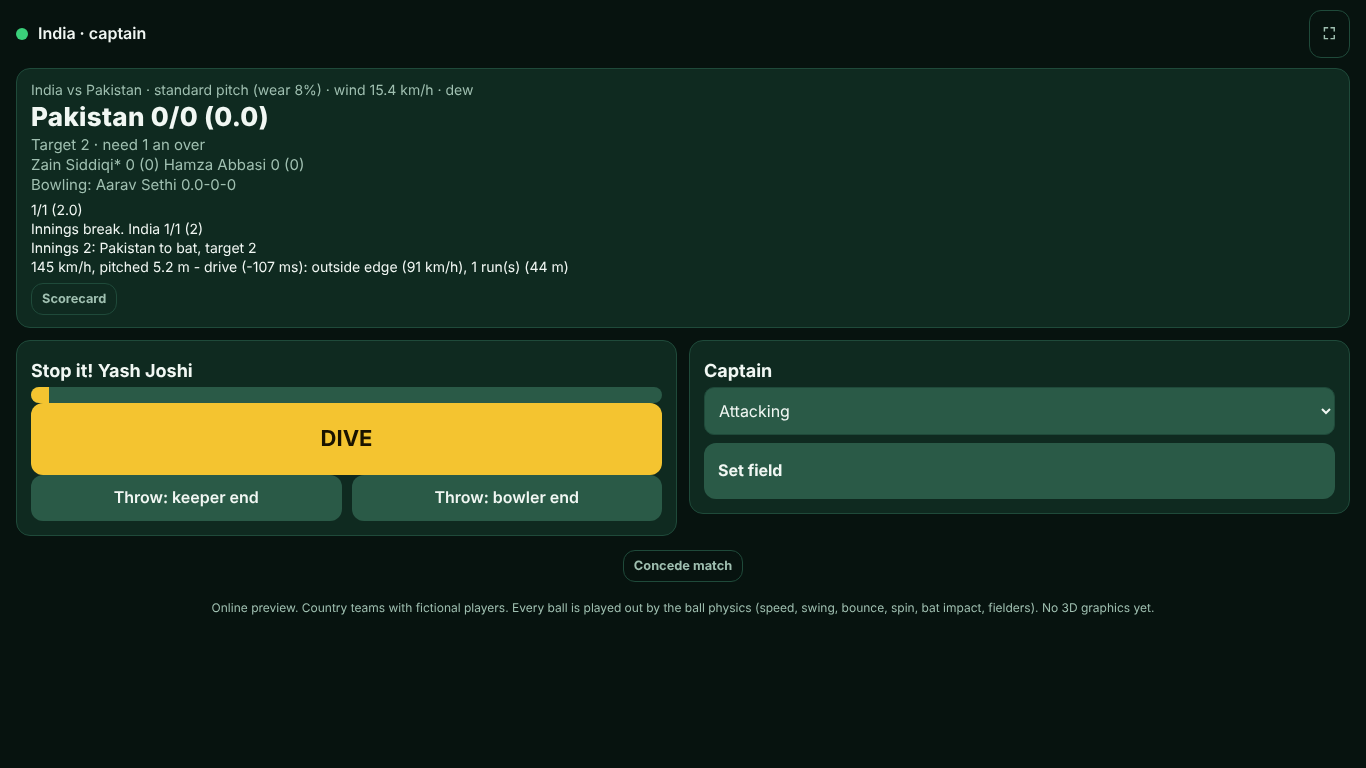 India · captain
India vs Pakistan · standard pitch (wear 8%) · wind 15.4 km/h · dew
Pakistan 0/0 (0.0)
Target 2 · need 1 an over
Zain Siddiqi* 0 (0) Hamza Abbasi 0 (0)
Bowling: Aarav Sethi 0.0-0-0
1/1 (2.0)
Innings break. India 1/1 (2)
Innings 2: Pakistan to bat, target 2
145 km/h, pitched 5.2 m - drive (-107 ms): outside edge (91 km/h), 1 run(s) (44 m)
Scorecard
Stop it! Yash Joshi
DIVE
Throw: keeper end
Throw: bowler end
Captain
Attacking
Set field
Concede match
Online preview. Country teams with fictional players. Every ball is played out by the ball physics (speed, swing, bounce, spin, bat impact, fielders). No 3D graphics yet.